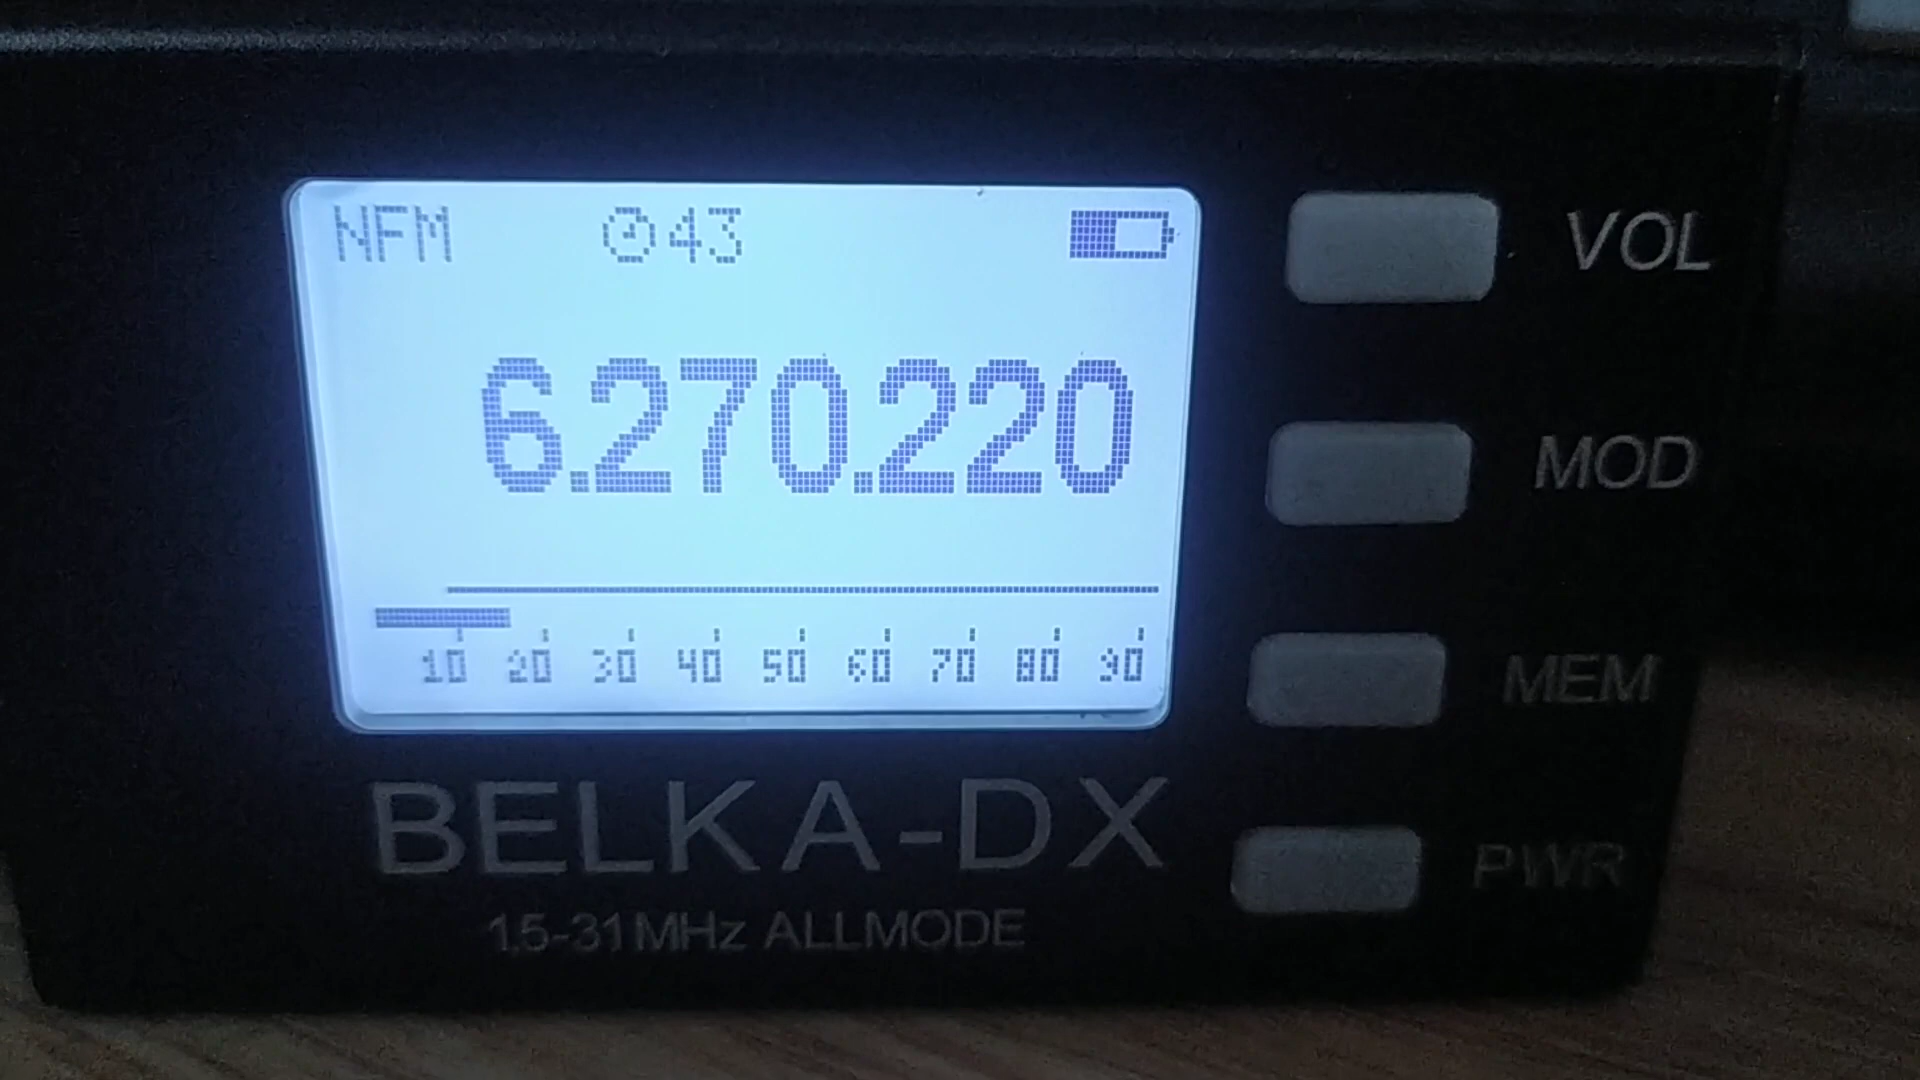 NFM 43
6.270.220
10 20 30 40 50 60 70 80 90
VOL
MOD
MEM
PWR
BELKA-DX
1.5-31MHz ALLMODE